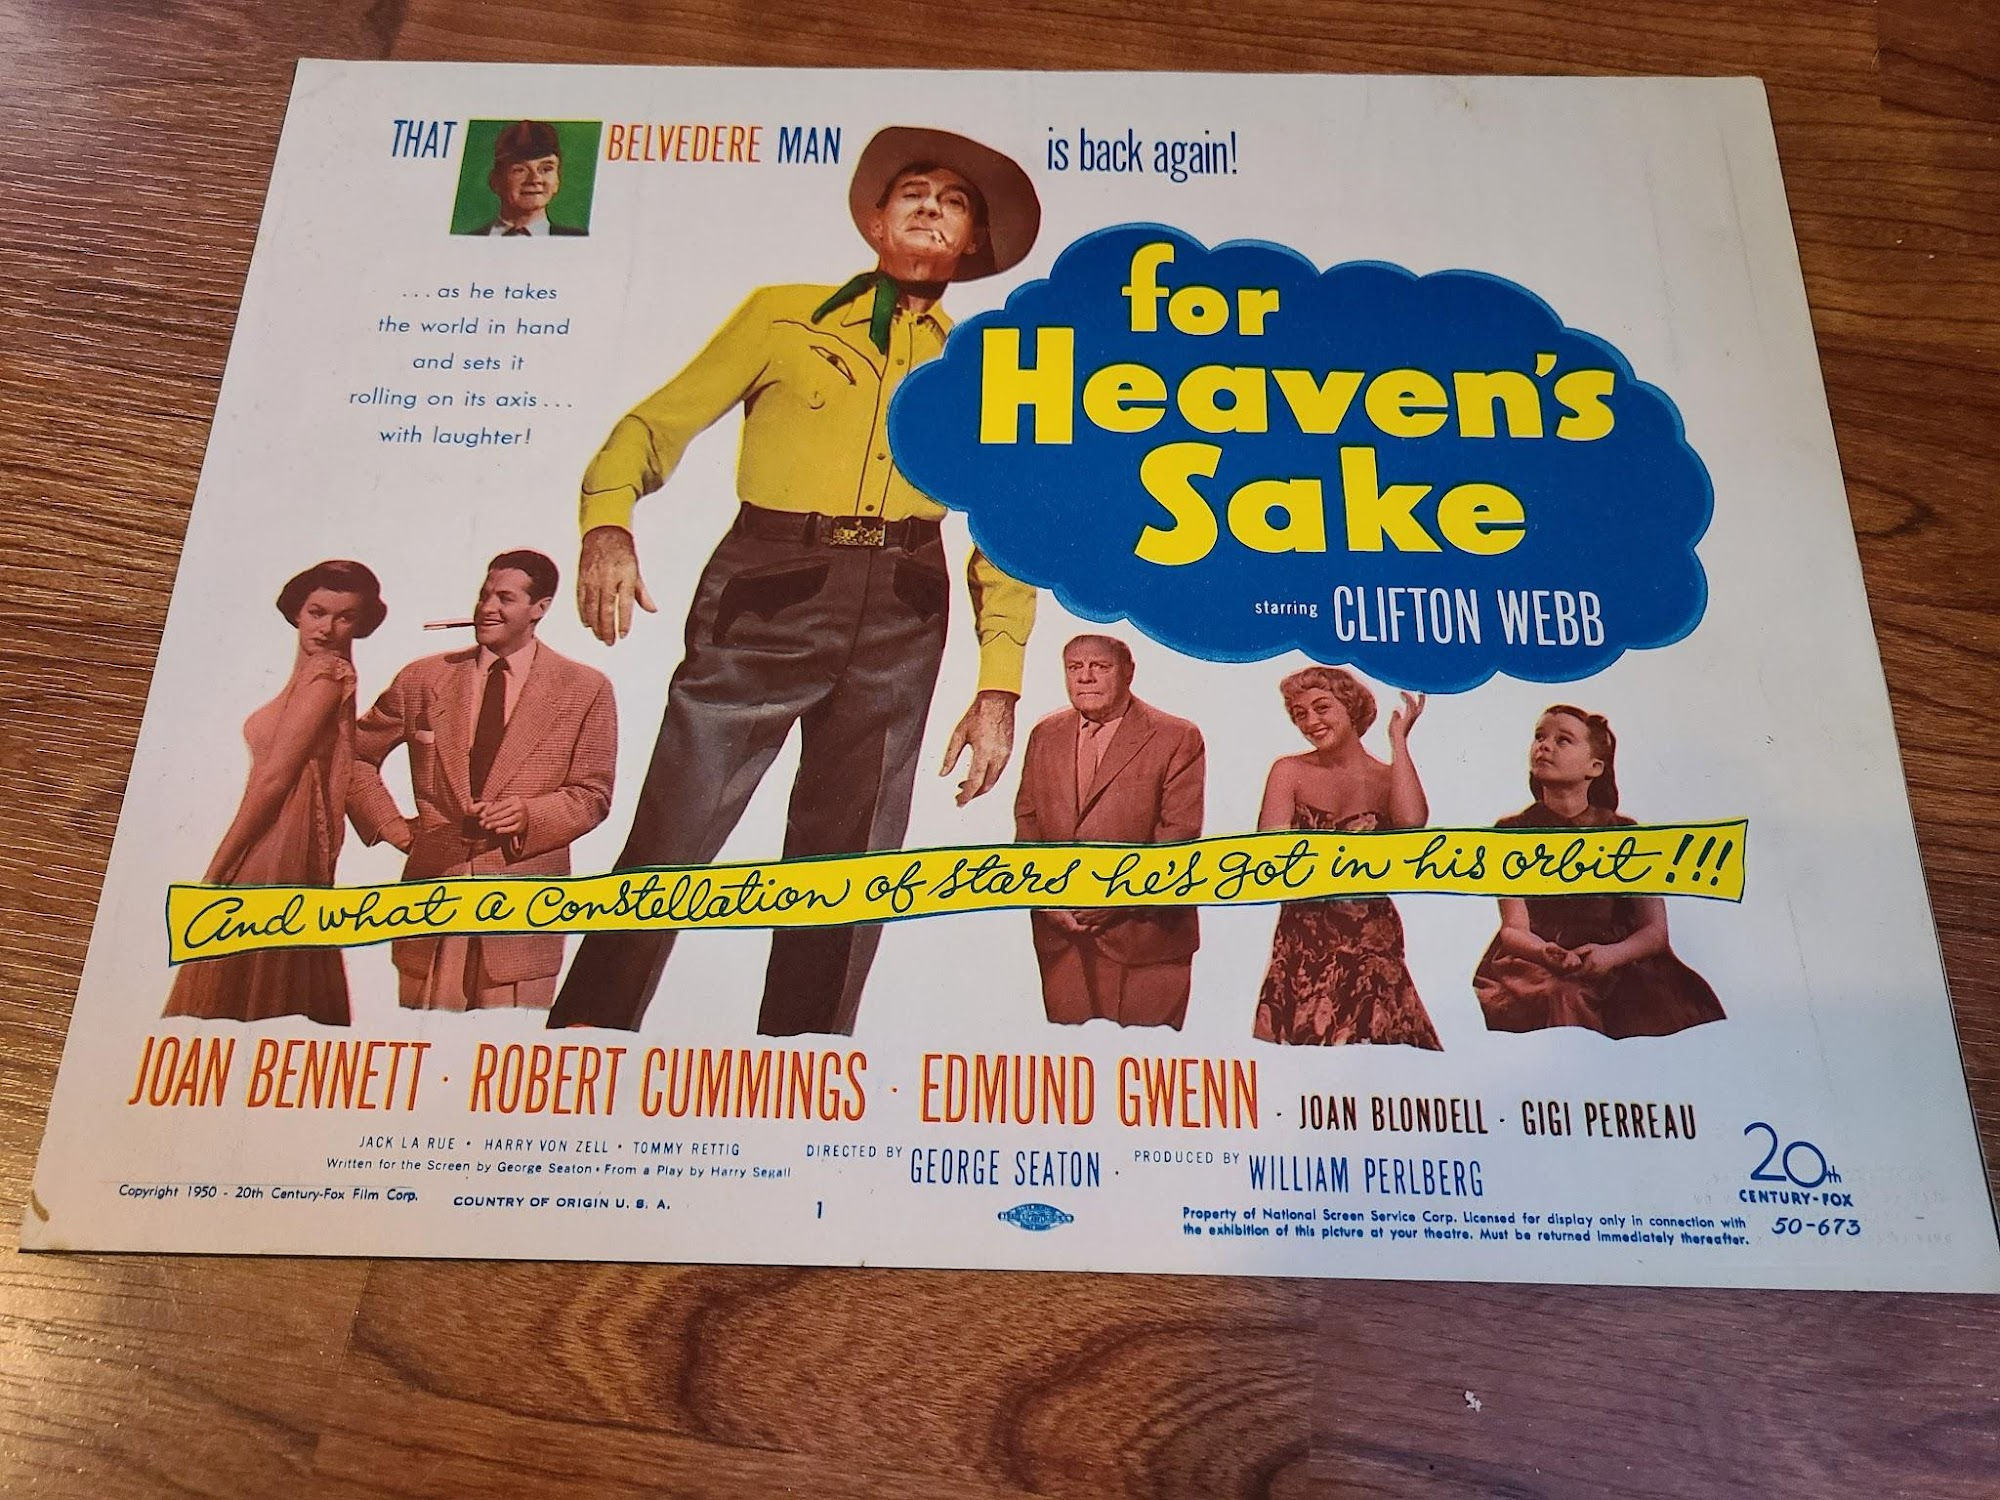 THAT BELVEDERE MAN is back again!
...as he takes
the world in hand
and sets it
rolling on its axis...
with laughter!
for
Heaven's
Sake
starring CLIFTON WEBB
And what a Constellation of stars he's got in his orbit!!!
JOAN BENNETT · ROBERT CUMMINGS · EDMUND GWENN · JOAN BLONDELL · GIGI PERREAU
JACK LA RUE • HARRY VON ZELL • TOMMY RETTIG
Written for the Screen by George Seaton • From a Play by Harry Segall
DIRECTED BY GEORGE SEATON · PRODUCED BY WILLIAM PERLBERG
20th
CENTURY-FOX
Copyright 1950 - 20th Century-Fox Film Corp.
COUNTRY OF ORIGIN U. S. A.
1
Property of National Screen Service Corp. Licensed for display only in connection with
the exhibition of this picture at your theatre. Must be returned immediately thereafter.
50-673